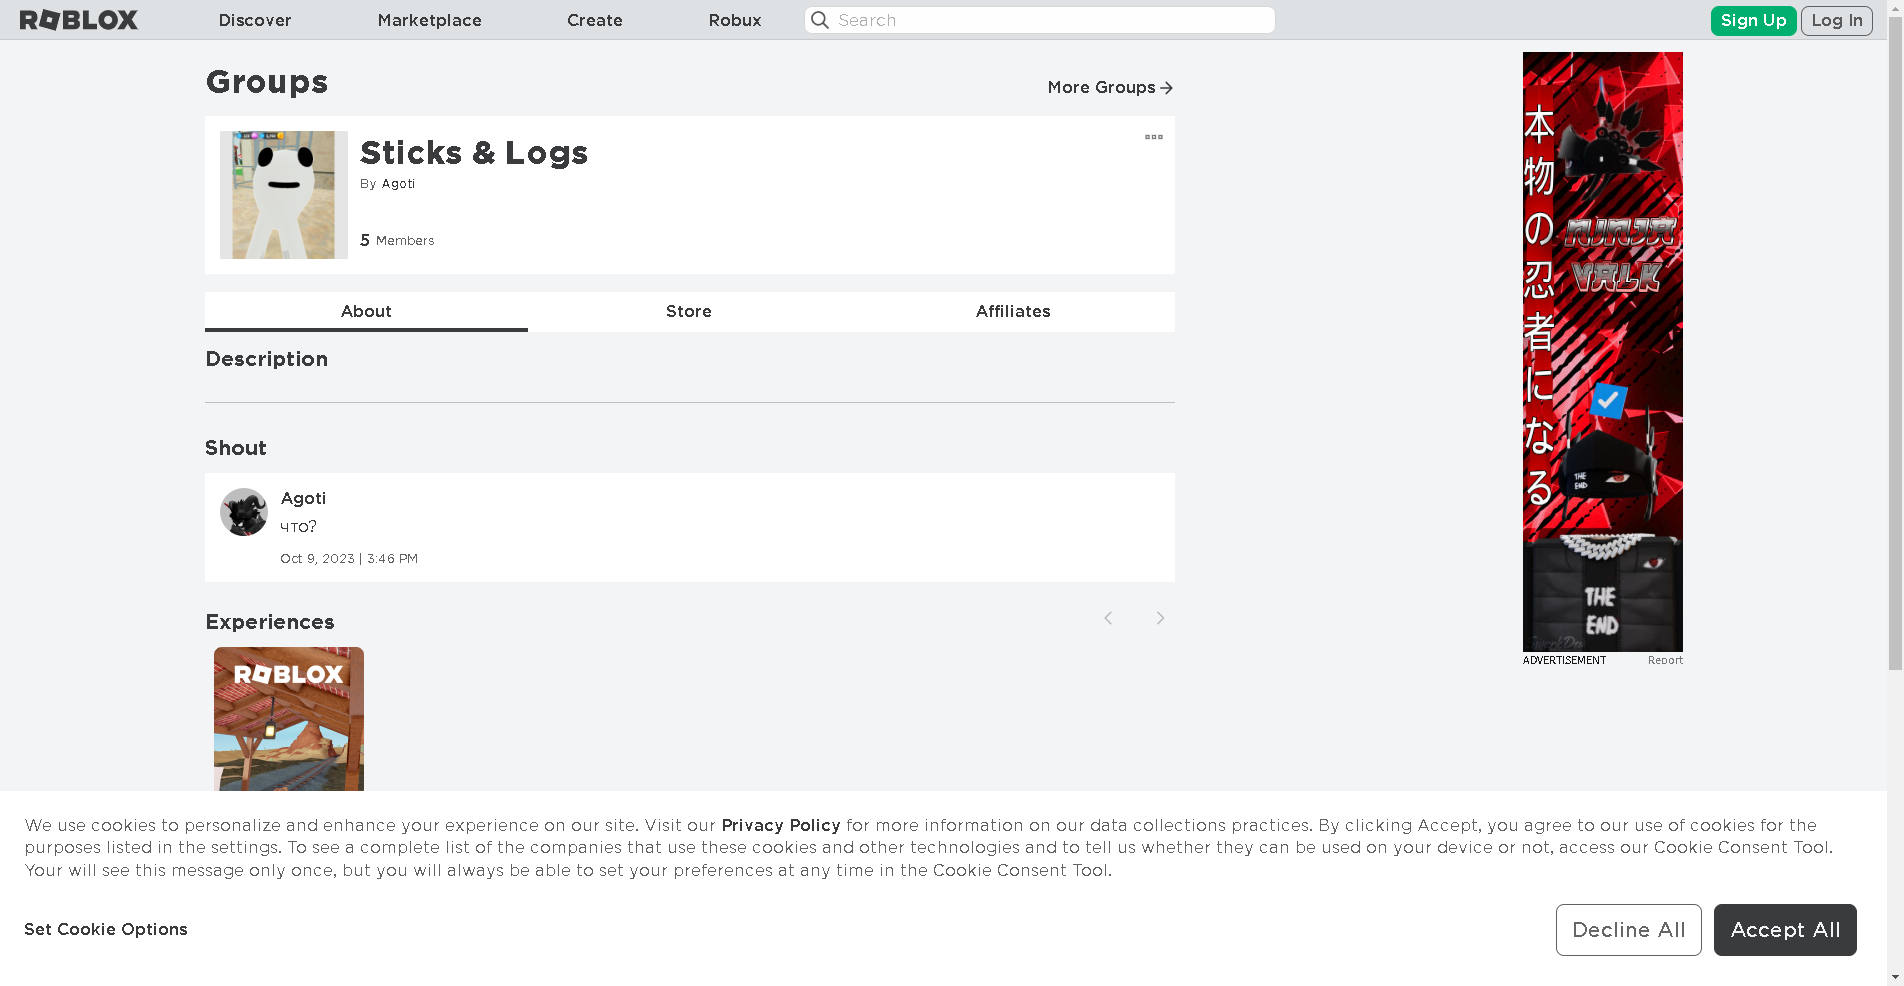 ROBLOX
Discover
Marketplace
Create
Robux
Search
Sign Up
Log In
Groups
More Groups
Sticks & Logs
By Agoti
5 Members
About
Store
Affiliates
Description
Shout
Agoti
что?
Oct 9, 2023 | 3:46 PM
Experiences
ROBLOX
本物の忍者になる
NINJA
VALK
THE
END
THE
END
ADVERTISEMENT
Report
We use cookies to personalize and enhance your experience on our site. Visit our Privacy Policy for more information on our data collections practices. By clicking Accept, you agree to our use of cookies for the
purposes listed in the settings. To see a complete list of the companies that use these cookies and other technologies and to tell us whether they can be used on your device or not, access our Cookie Consent Tool.
Your will see this message only once, but you will always be able to set your preferences at any time in the Cookie Consent Tool.
Set Cookie Options
Decline All
Accept All